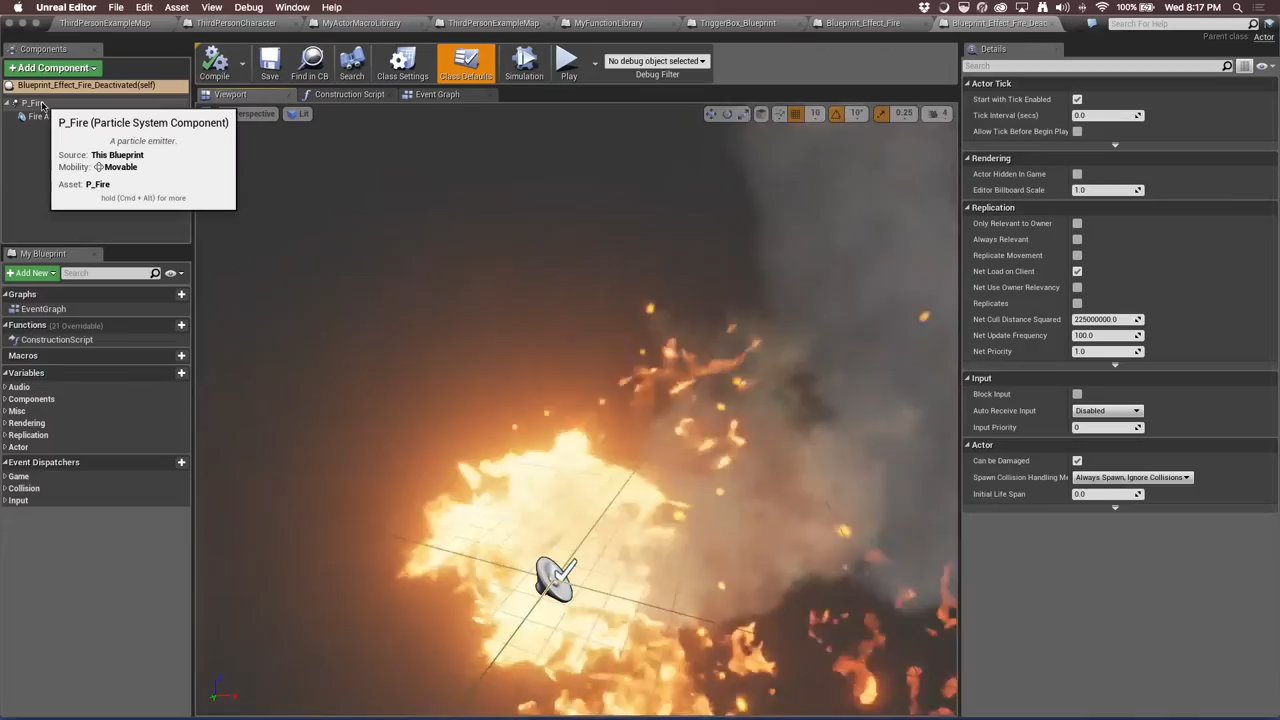 Unreal Editor File Edit Asset View Debug Window Help 100% Wed 8:17 PM
ThirdPersonExampleMap ThirdPersonCharacter MyActorMacroLibrary ThirdPersonExampleMap MyFunctionLibrary TriggerBox_Blueprint Blueprint_Effect_Fire Blueprint_Effect_Fire_Deac Search For Help
Parent class: Actor
Components
+Add Component
Blueprint_Effect_Fire_Deactivated(self)
P_Fire
Fire A
P_Fire (Particle System Component)
A particle emitter.
Source: This Blueprint
Mobility: Movable
Asset: P_Fire
hold (Cmd + Alt) for more
Compile Save Find in CB Search Class Settings Class Defaults Simulation Play
No debug object selected
Debug Filter
Viewport Construction Script Event Graph
erspective Lit 10 10° 0.25 4
My Blueprint
+Add New Search
Graphs
EventGraph
Functions (21 Overridable)
ConstructionScript
Macros
Variables
Audio
Components
Misc
Rendering
Replication
Actor
Event Dispatchers
Game
Collision
Input
Details
Search
Actor Tick
Start with Tick Enabled
Tick Interval (secs) 0.0
Allow Tick Before Begin Play
Rendering
Actor Hidden In Game
Editor Billboard Scale 1.0
Replication
Only Relevant to Owner
Always Relevant
Replicate Movement
Net Load on Client
Net Use Owner Relevancy
Replicates
Net Cull Distance Squared 225000000.0
Net Update Frequency 100.0
Net Priority 1.0
Input
Block Input
Auto Receive Input Disabled
Input Priority 0
Actor
Can be Damaged
Spawn Collision Handling M Always Spawn, Ignore Collisions
Initial Life Span 0.0